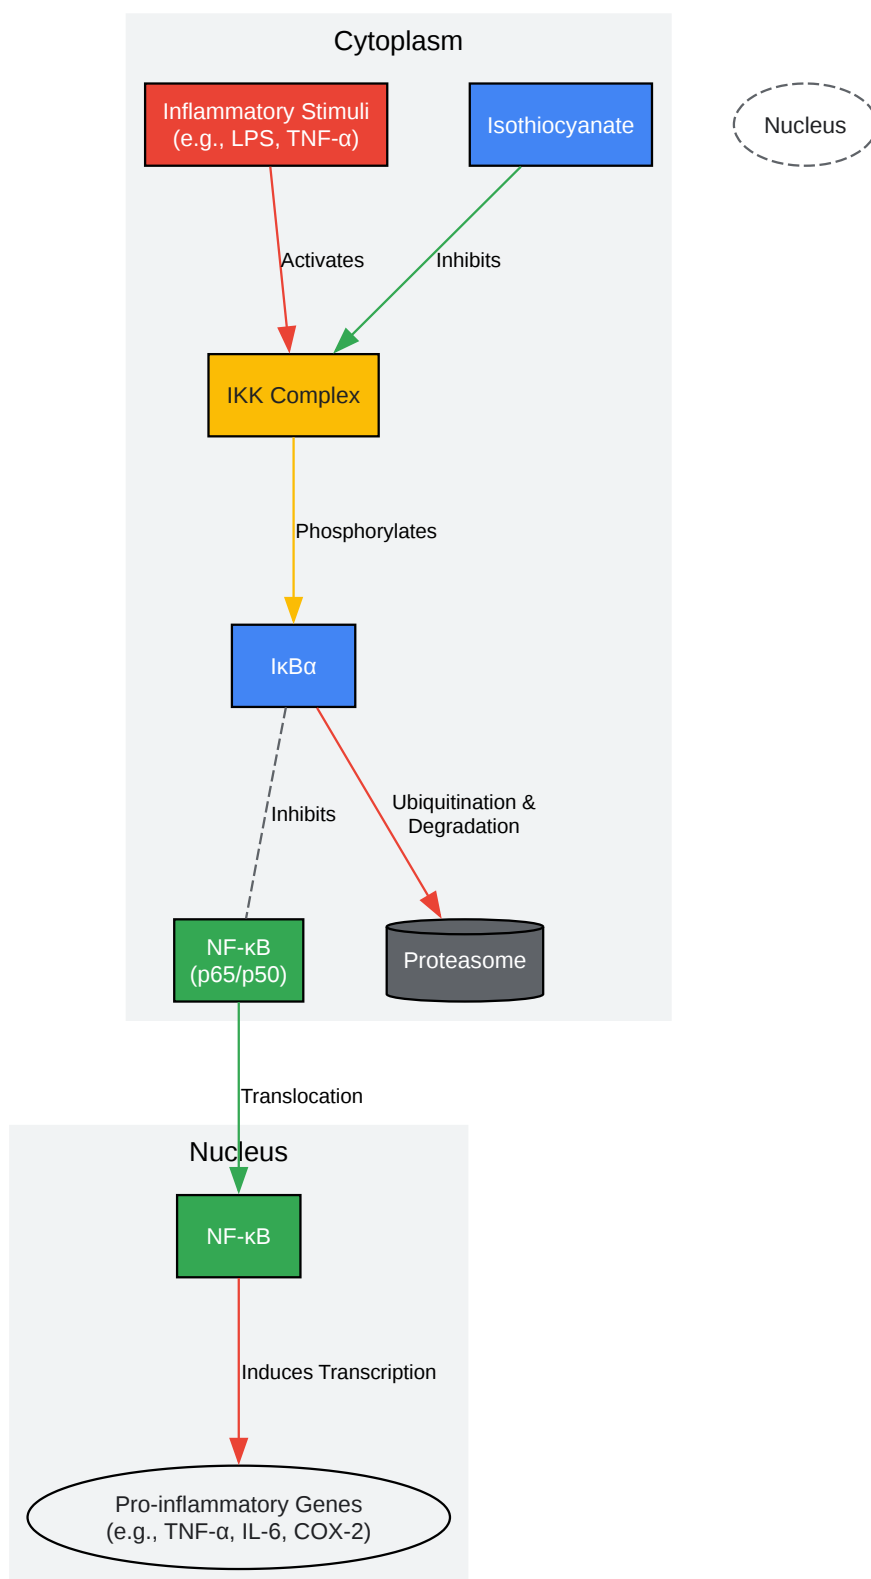 Cytoplasm
Inflammatory Stimuli
(e.g., LPS, TNF-α)
Isothiocyanate
Nucleus
Activates
Inhibits
IKK Complex
Phosphorylates
IκBα
Ubiquitination &
Degradation
Inhibits
NF-κB
(p65/p50)
Proteasome
Translocation
Nucleus
NF-κB
Induces Transcription
Pro-inflammatory Genes
(e.g., TNF-α, IL-6, COX-2)